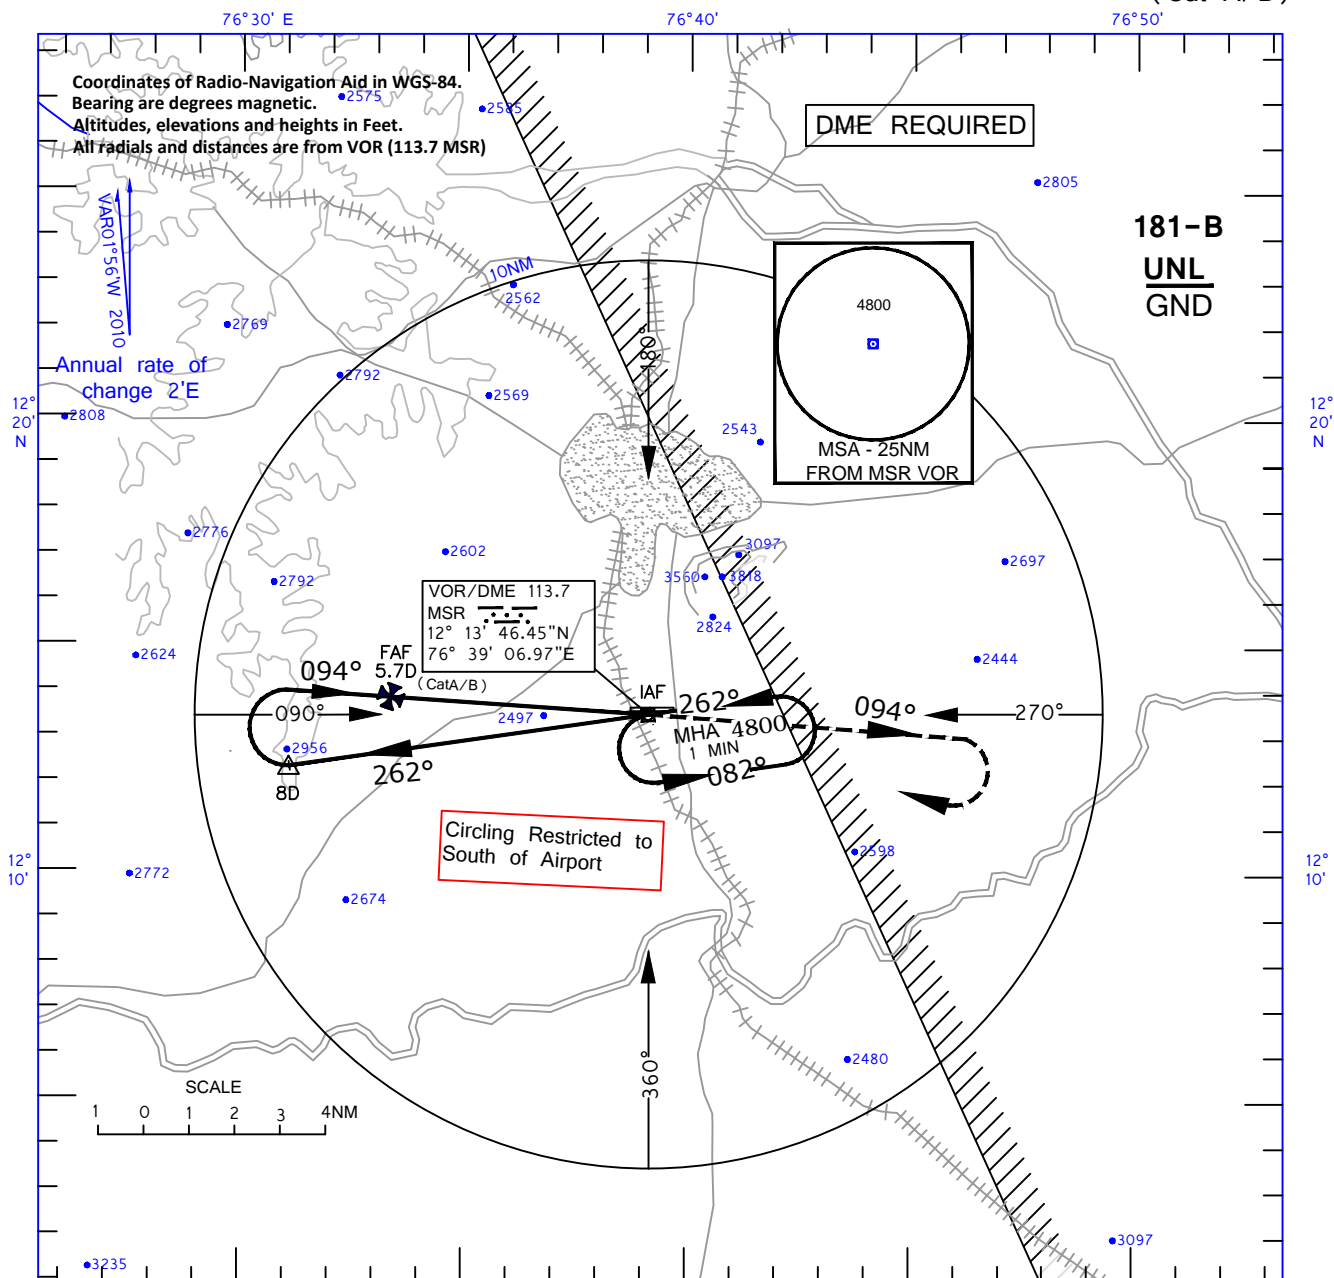 (Cat A/B)
76°30' E
76°40'
76°50'
Coordinates of Radio-Navigation Aid in WGS-84.
Bearing are degrees magnetic.
Altitudes, elevations and heights in Feet.
All radials and distances are from VOR (113.7 MSR)
2575
2585
DME REQUIRED
2805
181-B
UNL
GND
VAR01°56'W 2010
Annual rate of
change 2'E
10NM
2562
2769
2792
2569
2808
180°
4800
MSA - 25NM
FROM MSR VOR
2543
12°
20'
N
12°
20'
N
2776
2602
2792
2624
3097
3560
3818
2824
2697
2444
VOR/DME 113.7
MSR
12° 13' 46.45"N
76° 39' 06.97"E
FAF
5.7D
(CatA/B)
094°
090°
2956
8D
262°
2497
IAF
262°
MHA 4800
1 MIN
082°
094°
270°
Circling Restricted to
South of Airport
2598
12°
10'
12°
10'
2772
2674
360°
2480
SCALE
1 0 1 2 3 4NM
3235
3097